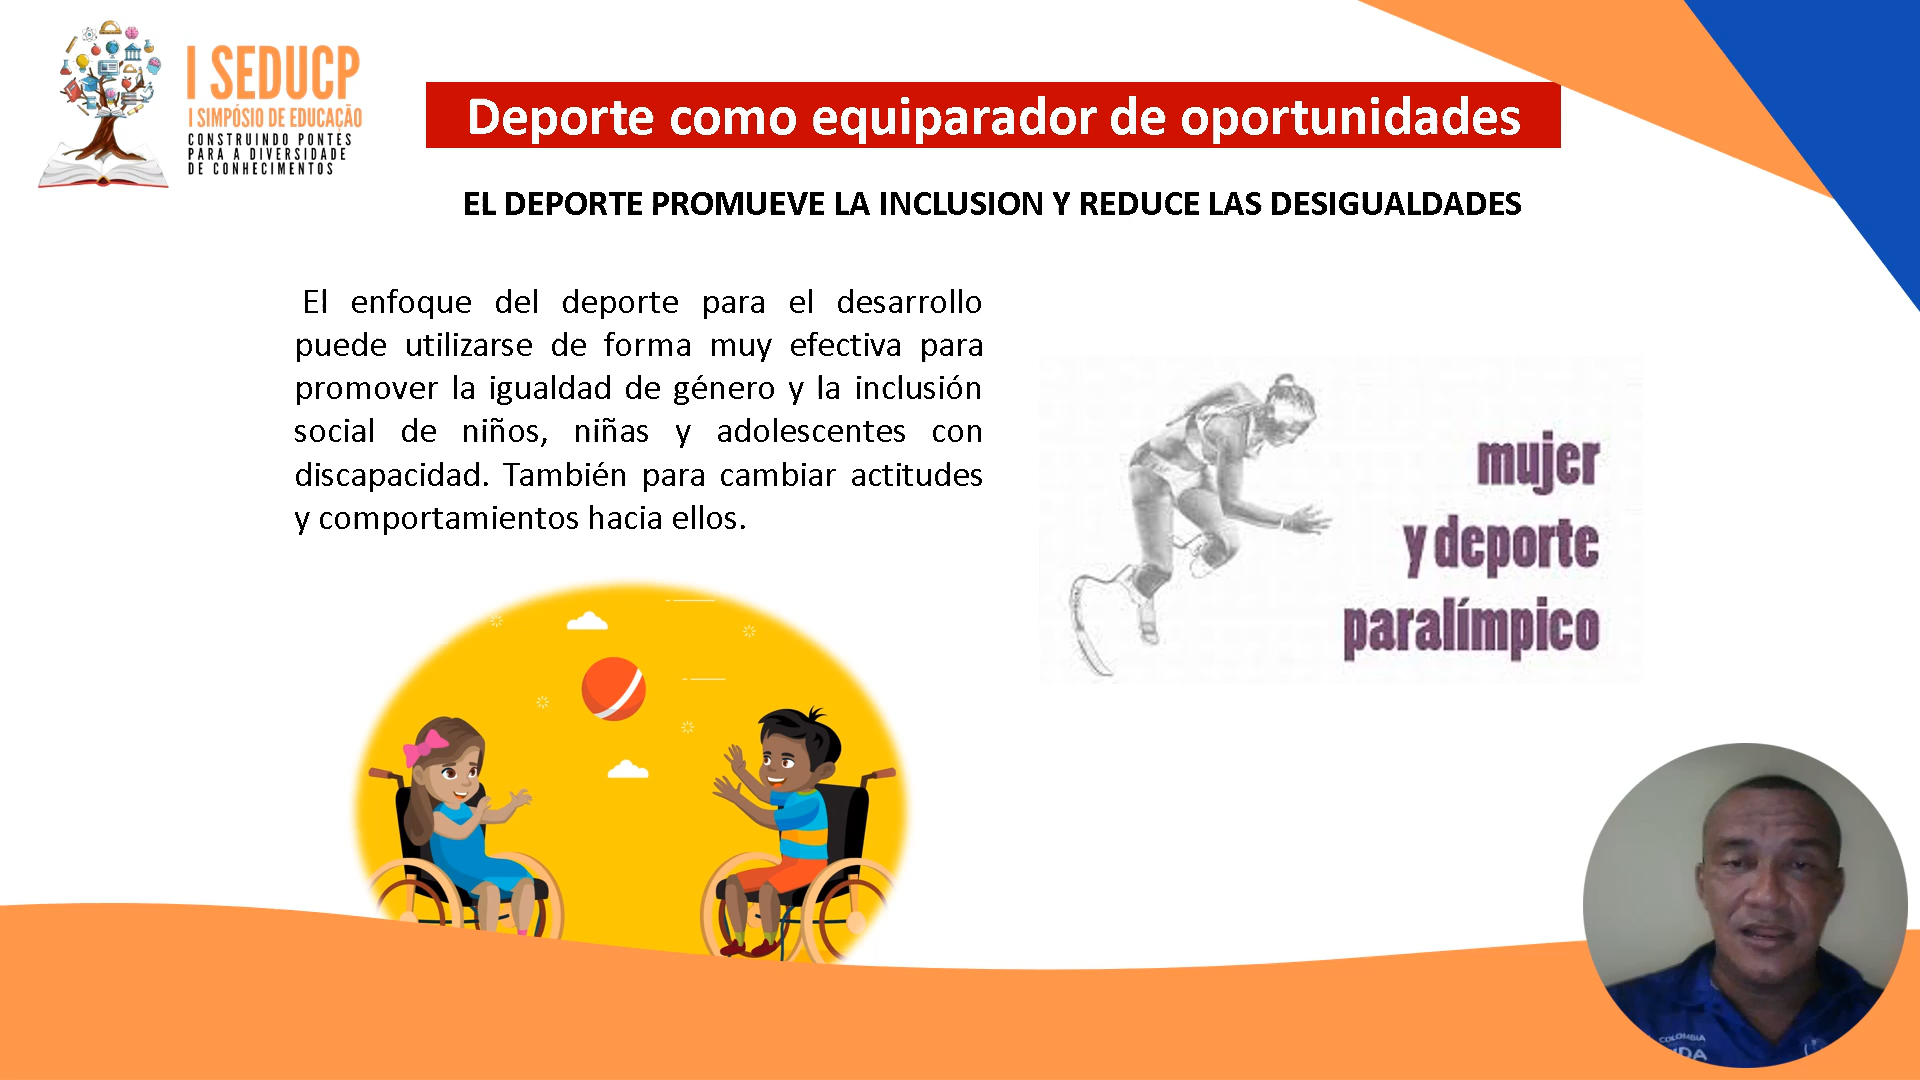 I SEDUCP
I SIMPÓSIO DE EDUCAÇÃO
CONSTRUINDO PONTES
PARA A DIVERSIDADE
DE CONHECIMENTOS
Deporte como equiparador de oportunidades
EL DEPORTE PROMUEVE LA INCLUSION Y REDUCE LAS DESIGUALDADES
El enfoque del deporte para el desarrollo
puede utilizarse de forma muy efectiva para
promover la igualdad de género y la inclusión
social de niños, niñas y adolescentes con
discapacidad. También para cambiar actitudes
y comportamientos hacia ellos.
mujer
y deporte
paralímpico
COLOMBIA